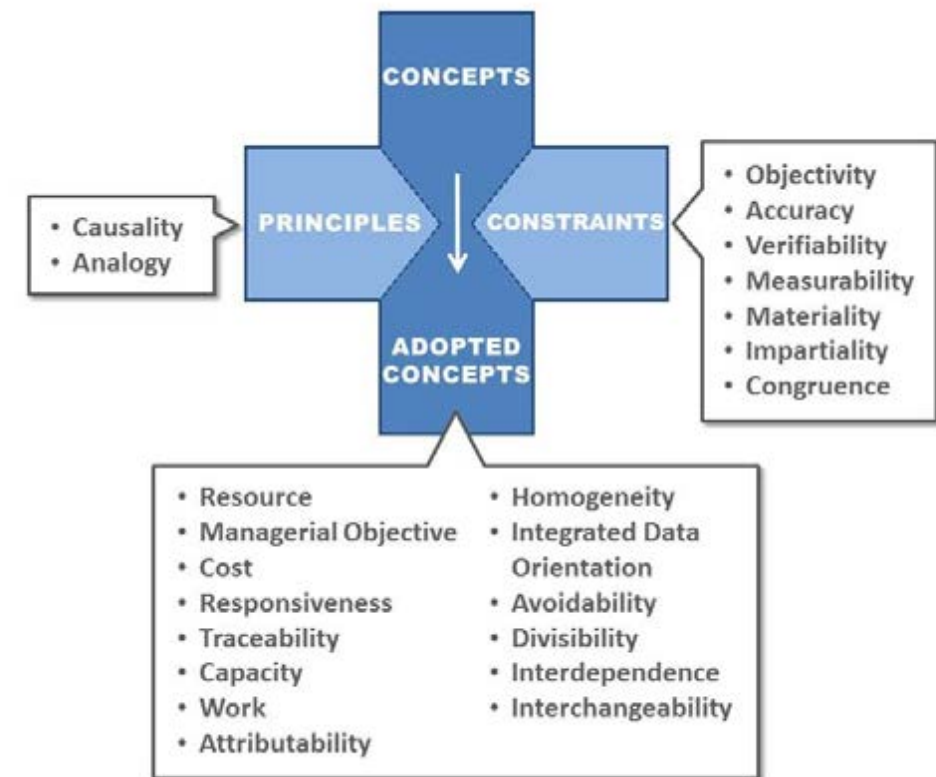 CONCEPTS
PRINCIPLES
CONSTRAINTS
ADOPTED
CONCEPTS
• Causality
• Analogy
• Objectivity
• Accuracy
• Verifiability
• Measurability
• Materiality
• Impartiality
• Congruence
• Resource
• Managerial Objective
• Cost
• Responsiveness
• Traceability
• Capacity
• Work
• Attributability
• Homogeneity
• Integrated Data
Orientation
• Avoidability
• Divisibility
• Interdependence
• Interchangeability